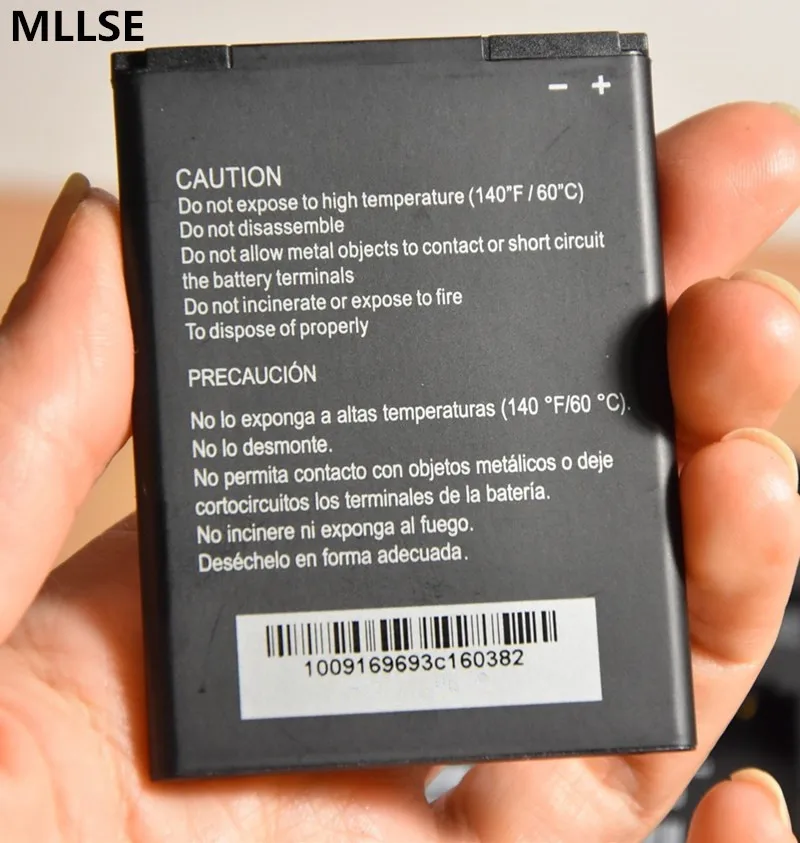 MLLSE
− +
CAUTION
Do not expose to high temperature (140"F / 60"C)
Do not disassemble
Do not allow metal objects to contact or short circuit
the battery terminals
Do not incinerate or expose to fire
To dispose of properly
PRECAUCIÓN
No lo exponga a altas temperaturas (140 °F/60 °C).
No lo desmonte.
No permita contacto con objetos metálicos o deje
cortocircuitos los terminales de la batería.
No incinere ni exponga al fuego.
Deséchelo en forma adecuada.
1009169693c160382